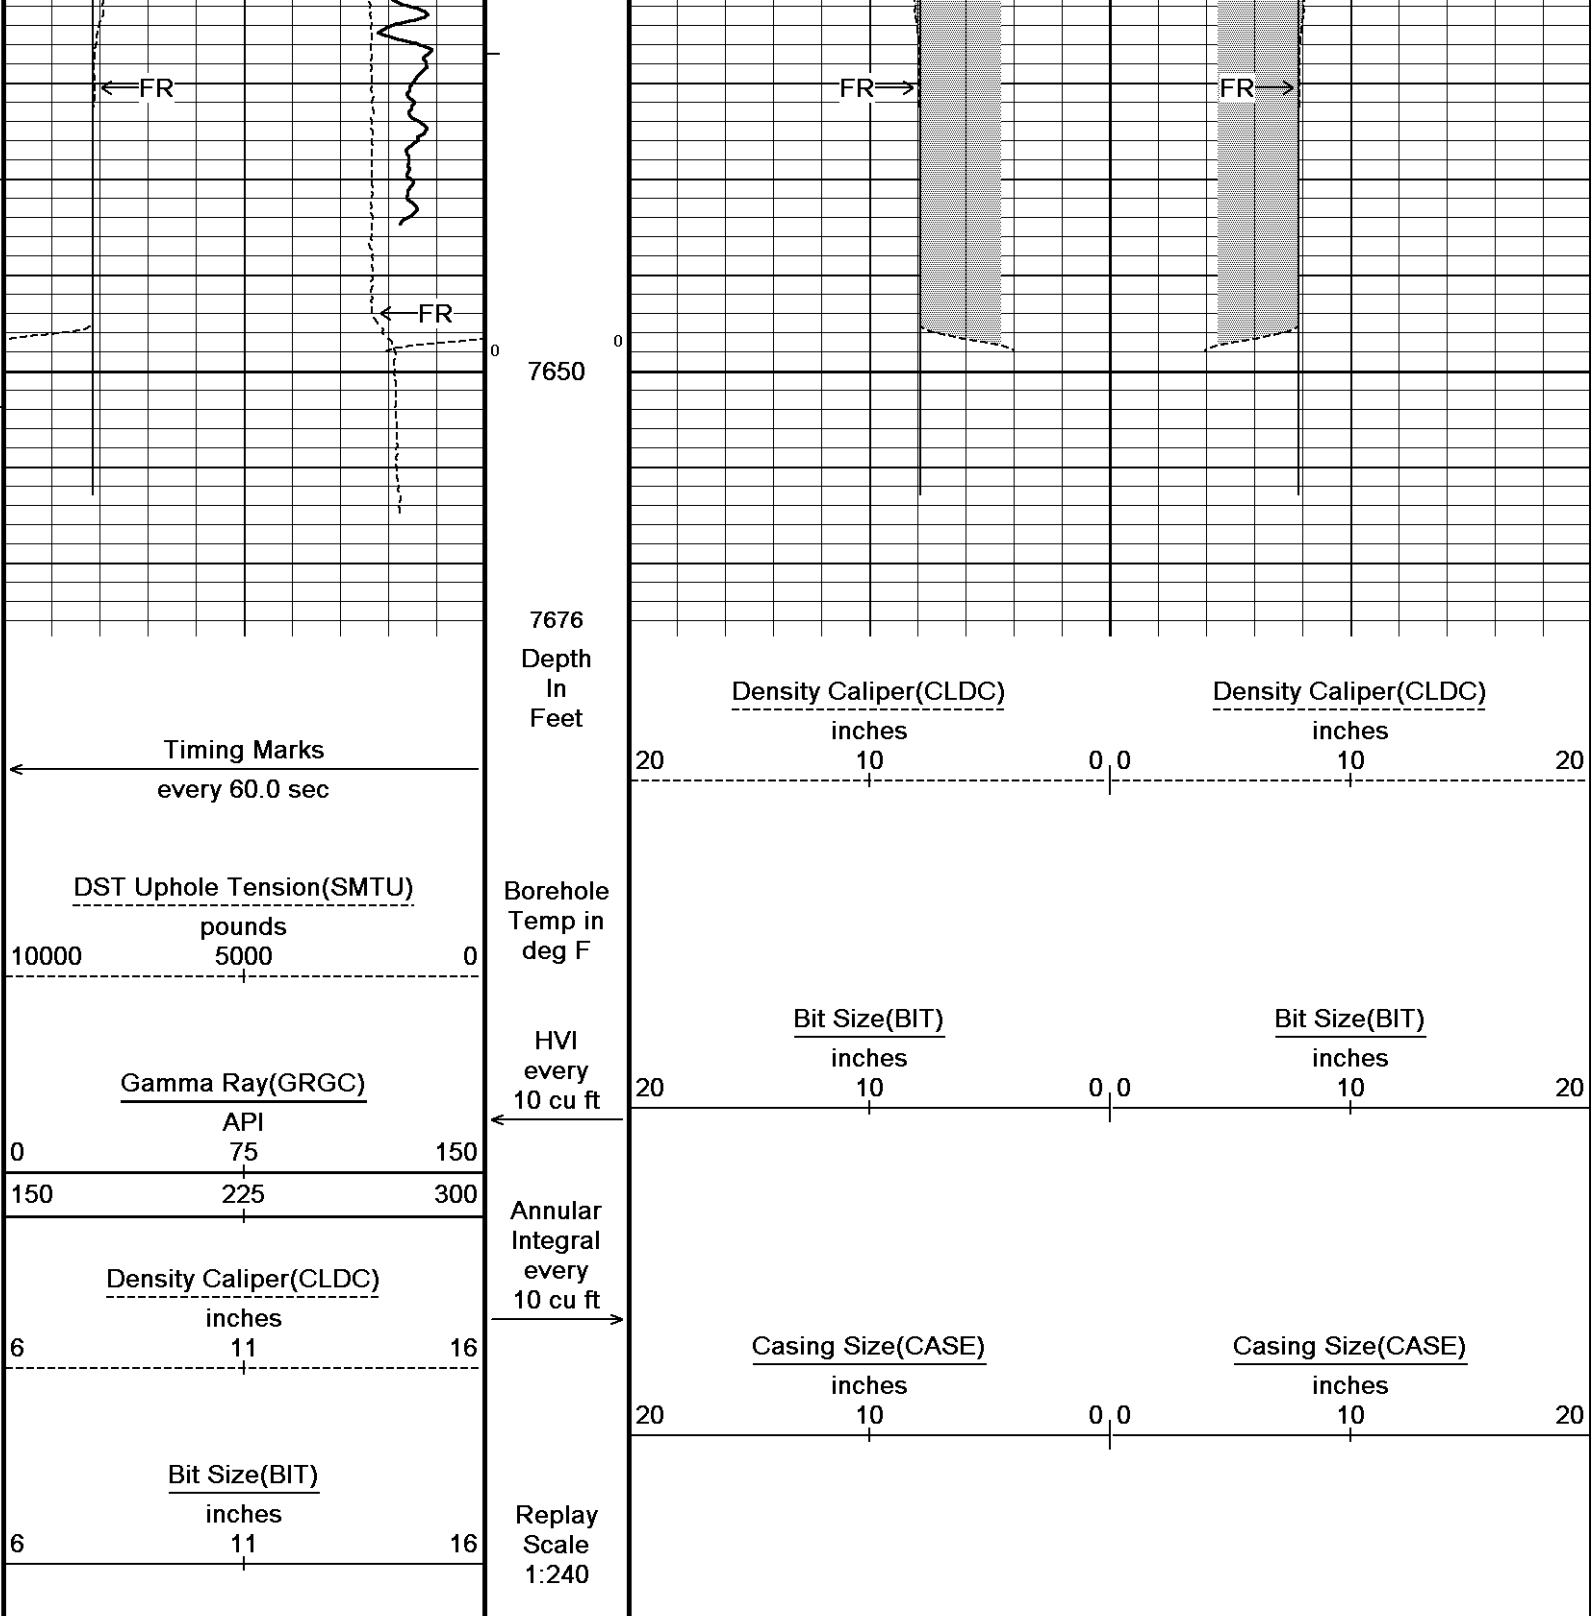 FR
FR
FR
FR
0
0
7650
7676
Depth
In
Feet
Timing Marks
every 60.0 sec
DST Uphole Tension(SMTU)
pounds
10000 5000 0
Gamma Ray(GRGC)
API
0 75 150
150 225 300
Density Caliper(CLDC)
inches
6 11 16
Bit Size(BIT)
inches
6 11 16
Borehole
Temp in
deg F
HVI
every
10 cu ft
Annular
Integral
every
10 cu ft
Replay
Scale
1:240
Density Caliper(CLDC)
inches
20 10 0
Density Caliper(CLDC)
inches
0 10 20
Bit Size(BIT)
inches
20 10 0
Bit Size(BIT)
inches
0 10 20
Casing Size(CASE)
inches
20 10 0
Casing Size(CASE)
inches
0 10 20